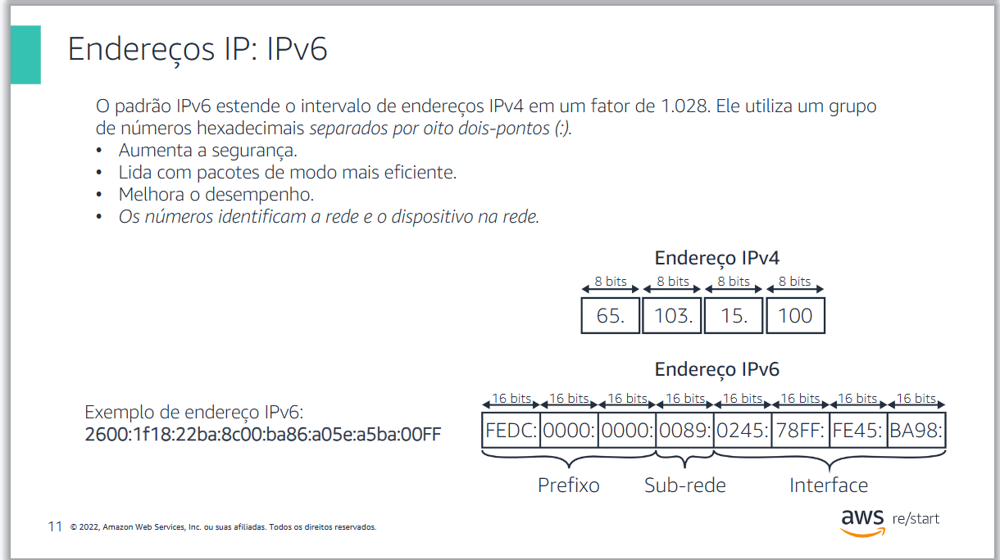 Endereços IP: IPv6
O padrão IPv6 estende o intervalo de endereços IPv4 em um fator de 1.028. Ele utiliza um grupo
de números hexadecimais separados por oito dois-pontos (:).
• Aumenta a segurança.
• Lida com pacotes de modo mais eficiente.
• Melhora o desempenho.
• Os números identificam a rede e o dispositivo na rede.
Endereço IPv4
8 bits 8 bits 8 bits 8 bits
65. 103. 15. 100
Endereço IPv6
16 bits 16 bits 16 bits 16 bits 16 bits 16 bits 16 bits 16 bits
FEDC: 0000: 0000: 0089: 0245: 78FF: FE45: BA98:
Prefixo Sub-rede Interface
Exemplo de endereço IPv6:
2600:1f18:22ba:8c00:ba86:a05e:a5ba:00FF
11 © 2022, Amazon Web Services, Inc. ou suas afiliadas. Todos os direitos reservados.
aws re/start